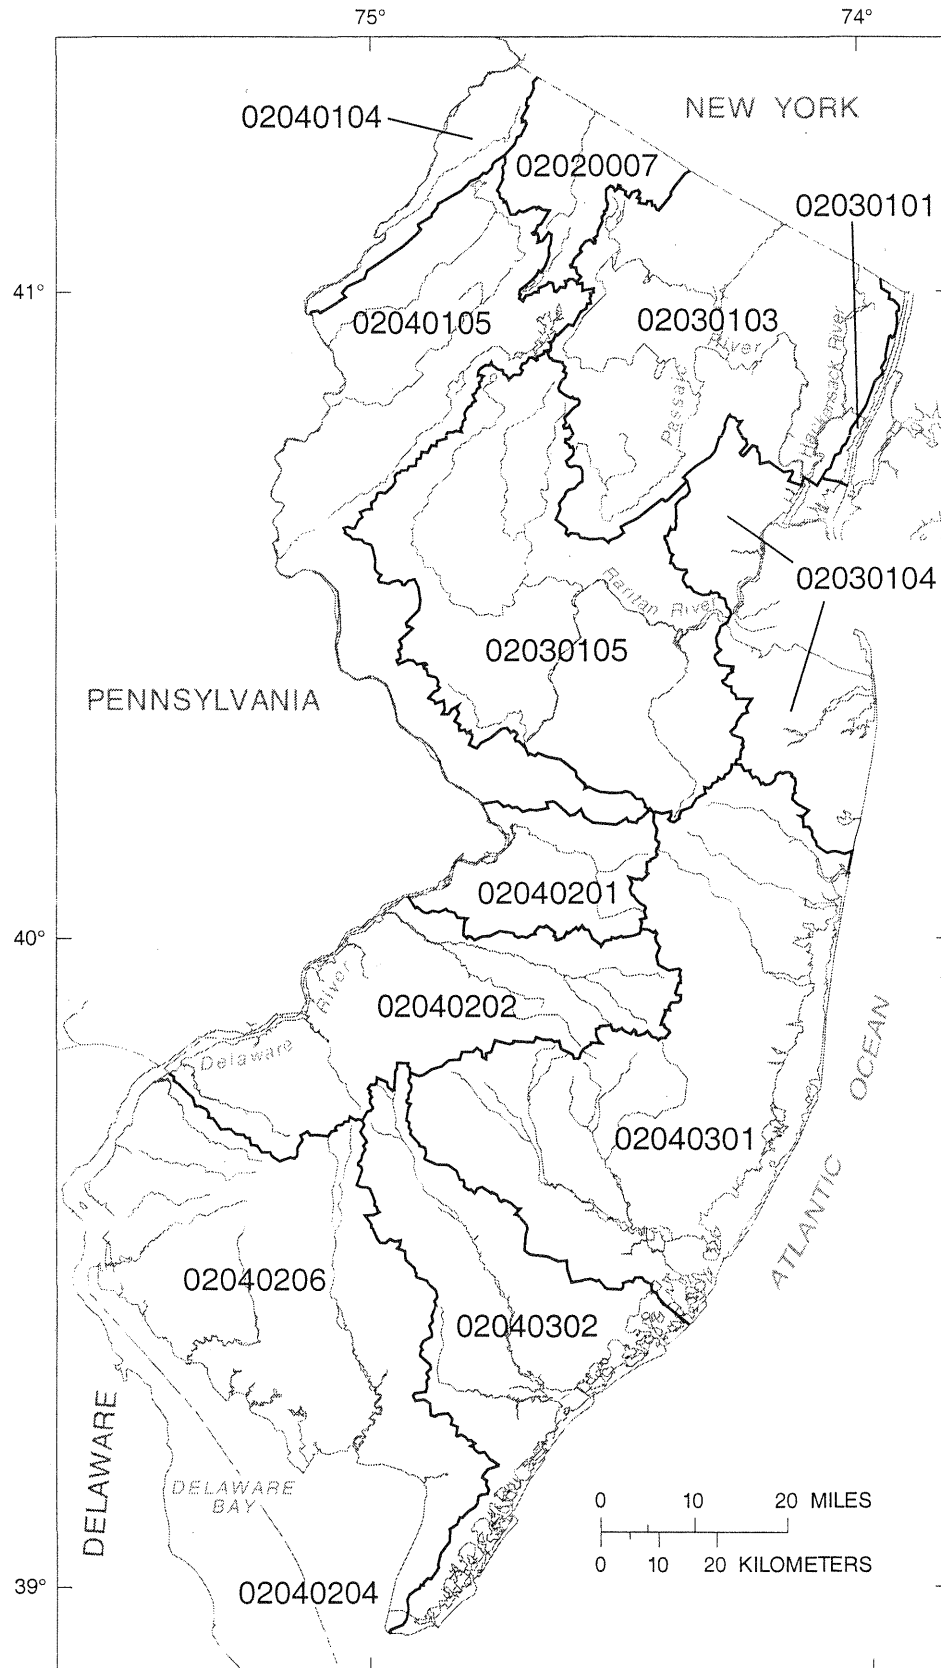 75°
74°
NEW YORK
02040104
02020007
02030101
41°
02040105
02030103
River
Passaic
Hackensack River
02030104
Raritan River
02030105
PENNSYLVANIA
02040201
40°
02040202
River
Delaware
ATLANTIC OCEAN
02040301
02040206
02040302
DELAWARE
DELAWARE
BAY
0 10 20 MILES
0 10 20 KILOMETERS
39°
02040204